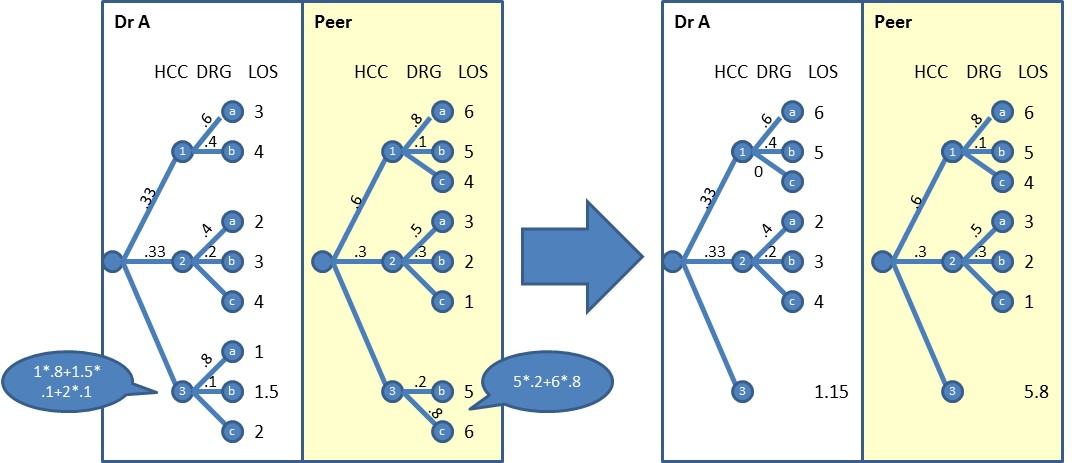 Dr A
HCC DRG LOS
.6 a 3
1 .4 b 4
.33
.4 a 2
.33 2 .2 b 3
c 4
.8 a 1
3 .1 b 1.5
c 2
1*.8+1.5*
.1+2*.1
Peer
HCC DRG LOS
.8 a 6
1 .1 b 5
c 4
.6
.5 a 3
.3 2 .3 b 2
c 1
3 .2 b 5
.8 c 6
5*.2+6*.8
Dr A
HCC DRG LOS
.6 a 6
1 .4 b 5
0 c
.33
.4 a 2
.33 2 .2 b 3
c 4
3 1.15
Peer
HCC DRG LOS
.8 a 6
1 .1 b 5
c 4
.6
.5 a 3
.3 2 .3 b 2
c 1
3 5.8